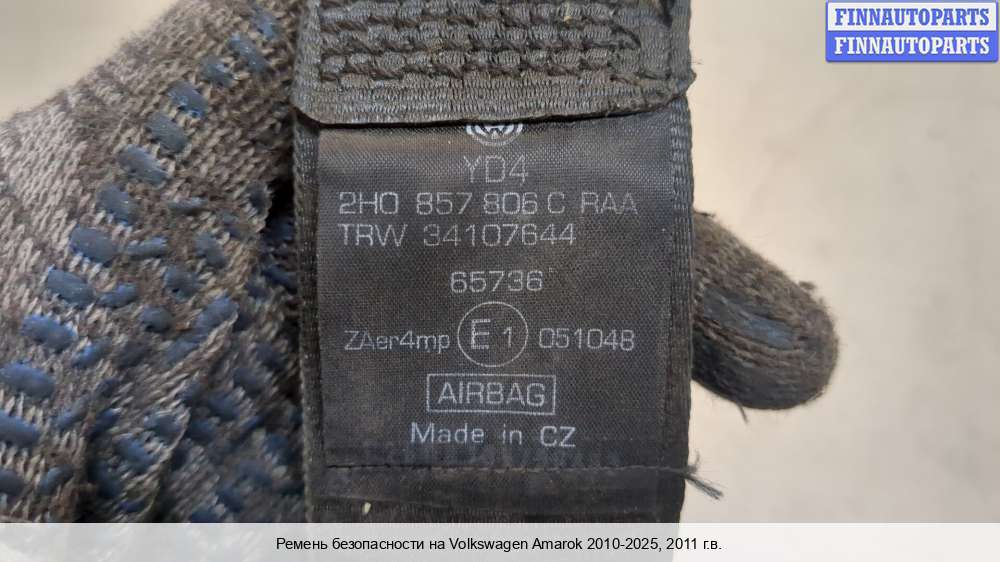 FINNAUTOPARTS
FINNAUTOPARTS
YD4
2H0 857 806 C RAA
TRW 34107644
65736
ZAer4mp E1 051048
AIRBAG
Made in CZ
Ремень безопасности на Volkswagen Amarok 2010-2025, 2011 г.в.